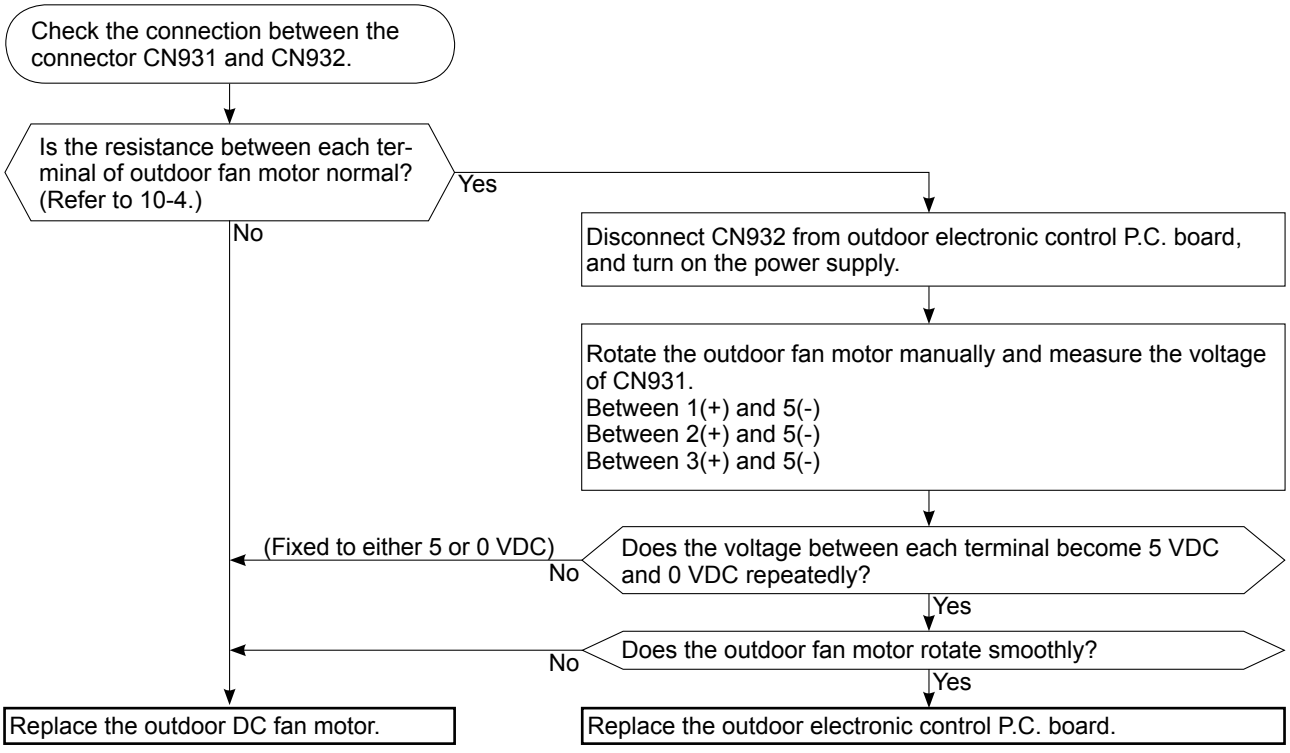 Check the connection between the
connector CN931 and CN932.
Is the resistance between each ter-
minal of outdoor fan motor normal?
(Refer to 10-4.)
Yes
No
Disconnect CN932 from outdoor electronic control P.C. board,
and turn on the power supply.
Rotate the outdoor fan motor manually and measure the voltage
of CN931.
Between 1(+) and 5(-)
Between 2(+) and 5(-)
Between 3(+) and 5(-)
(Fixed to either 5 or 0 VDC)
No
Does the voltage between each terminal become 5 VDC
and 0 VDC repeatedly?
Yes
No
Does the outdoor fan motor rotate smoothly?
Yes
Replace the outdoor DC fan motor.
Replace the outdoor electronic control P.C. board.